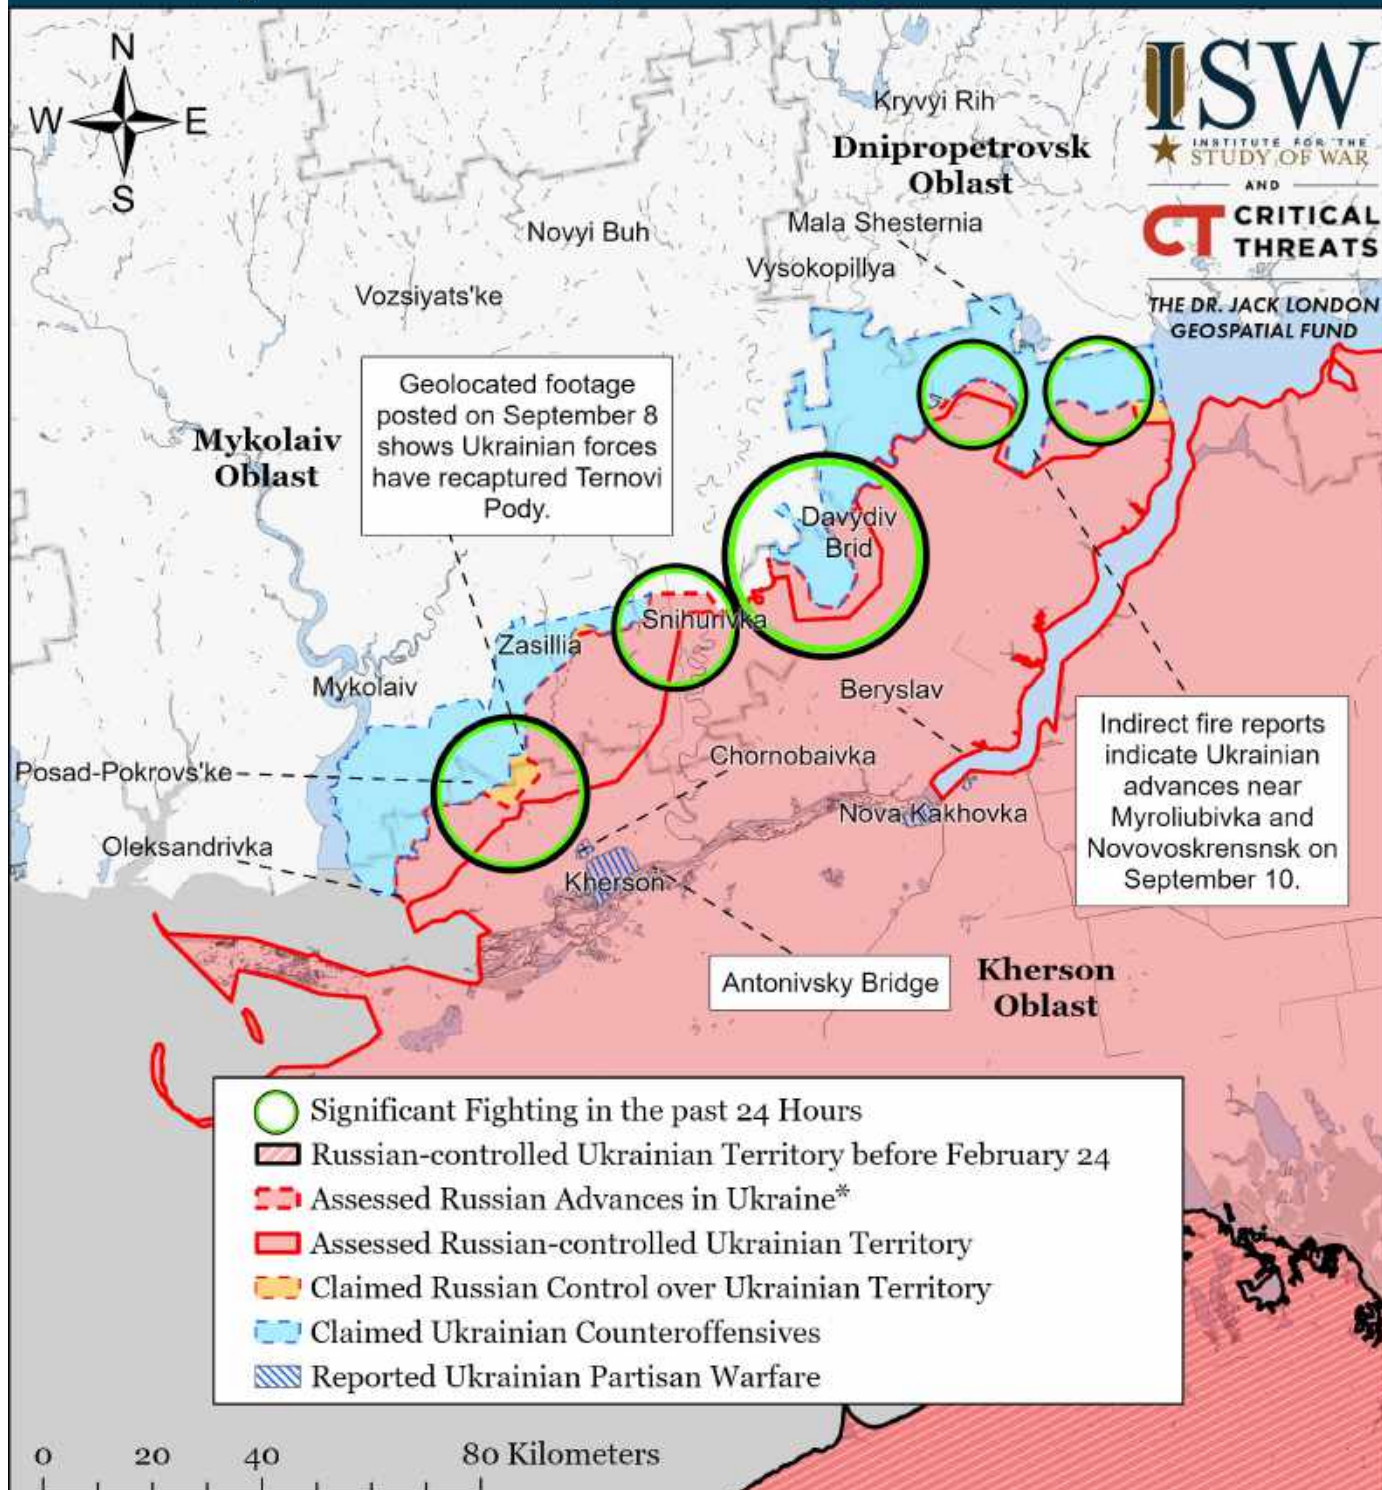 N
W
E
S
ISW
INSTITUTE FOR THE
STUDY OF WAR
AND
CT CRITICAL
THREATS
THE DR. JACK LONDON
GEOSPATIAL FUND
Kryvyi Rih
Dnipropetrovsk
Oblast
Mala Shesternia
Novyi Buh
Vysokopillya
Vozsiyats'ke
Geolocated footage
posted on September 8
shows Ukrainian forces
have recaptured Ternovi
Pody.
Mykolaiv
Oblast
Davydiv
Brid
Snihurivka
Zasillia
Mykolaiv
Beryslav
Chornobaivka
Posad-Pokrovs'ke
Nova Kakhovka
Oleksandrivka
Kherson
Indirect fire reports
indicate Ukrainian
advances near
Myroliubivka and
Novovoskrensnsk on
September 10.
Antonivsky Bridge
Kherson
Oblast
Significant Fighting in the past 24 Hours
Russian-controlled Ukrainian Territory before February 24
Assessed Russian Advances in Ukraine*
Assessed Russian-controlled Ukrainian Territory
Claimed Russian Control over Ukrainian Territory
Claimed Ukrainian Counteroffensives
Reported Ukrainian Partisan Warfare
0 20 40 80 Kilometers